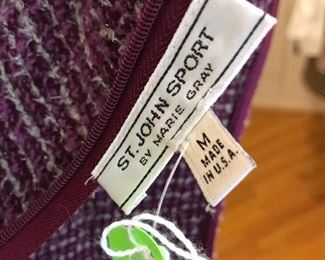 ST. JOHN SPORT
BY MARIE GRAY
M
MADE
IN U.S.A.